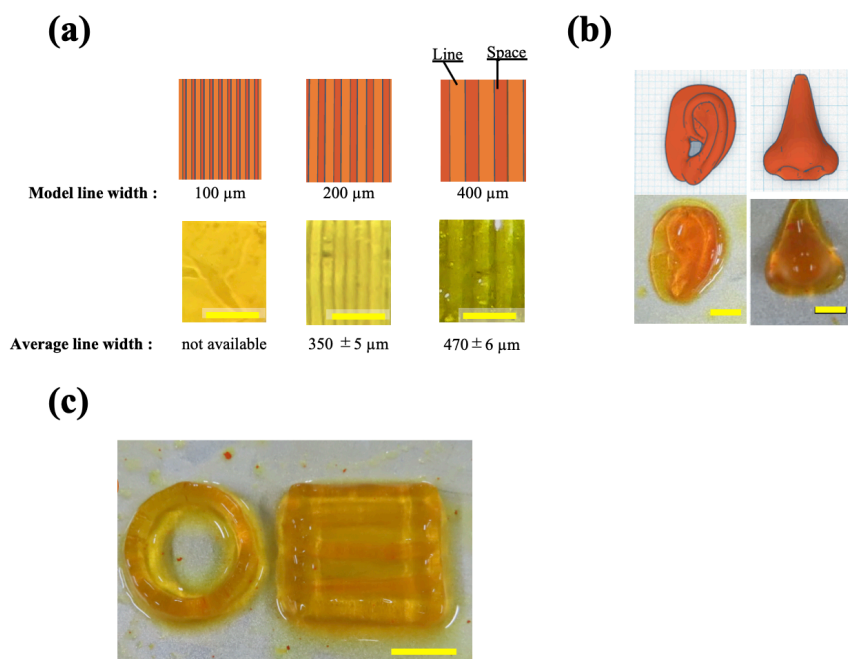 (a)
(b)
Line
Space
Model line width :
100 µm
200 µm
400 µm
Average line width :
not available
350 ±5 µm
470±6 µm
(c)